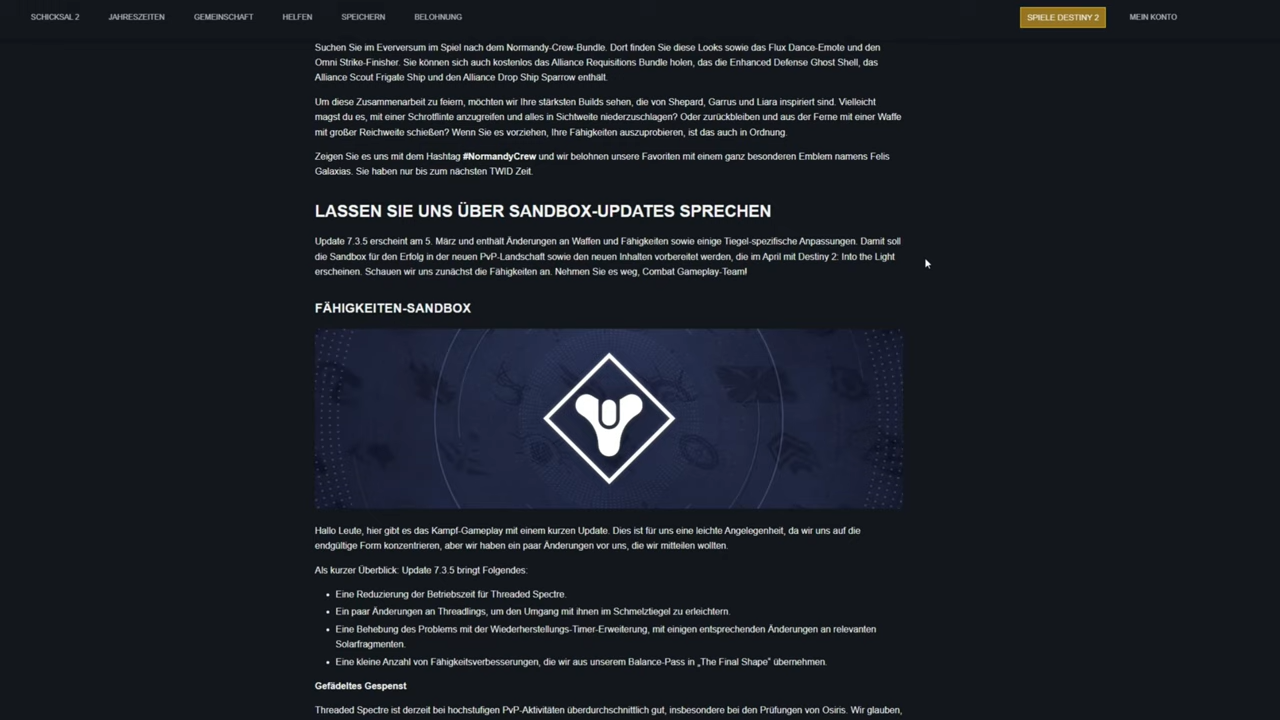 SCHICKSAL 2 JAHRESZEITEN GEMEINSCHAFT HELFEN SPEICHERN BELOHNUNG SPIELE DESTINY 2 MEIN KONTO
Suchen Sie im Everversum im Spiel nach dem Normandy-Crew-Bundle. Dort finden Sie diese Looks sowie das Flux Dance-Emote und den
Omni Strike-Finisher. Sie können sich auch kostenlos das Alliance Requisitions Bundle holen, das die Enhanced Defense Ghost Shell, das
Alliance Scout Frigate Ship und den Alliance Drop Ship Sparrow enthält.
Um diese Zusammenarbeit zu feiern, möchten wir Ihre stärksten Builds sehen, die von Shepard, Garrus und Liara inspiriert sind. Vielleicht
magst du es, mit einer Schrotflinte anzugreifen und alles in Sichtweite niederzuschlagen? Oder zurückbleiben und aus der Ferne mit einer Waffe
mit großer Reichweite schießen? Wenn Sie es vorziehen, Ihre Fähigkeiten auszuprobieren, ist das auch in Ordnung.
Zeigen Sie es uns mit dem Hashtag #NormandyCrew und wir belohnen unsere Favoriten mit einem ganz besonderen Emblem namens Felis
Galaxias. Sie haben nur bis zum nächsten TWID Zeit.
LASSEN SIE UNS ÜBER SANDBOX-UPDATES SPRECHEN
Update 7.3.5 erscheint am 5. März und enthält Änderungen an Waffen und Fähigkeiten sowie einige Tiegel-spezifische Anpassungen. Damit soll
die Sandbox für den Erfolg in der neuen PvP-Landschaft sowie den neuen Inhalten vorbereitet werden, die im April mit Destiny 2: Into the Light
erscheinen. Schauen wir uns zunächst die Fähigkeiten an. Nehmen Sie es weg, Combat Gameplay-Team!
FÄHIGKEITEN-SANDBOX
Hallo Leute, hier gibt es das Kampf-Gameplay mit einem kurzen Update. Dies ist für uns eine leichte Angelegenheit, da wir uns auf die
endgültige Form konzentrieren, aber wir haben ein paar Änderungen vor uns, die wir mitteilen wollten.
Als kurzer Überblick: Update 7.3.5 bringt Folgendes:
• Eine Reduzierung der Betriebszeit für Threaded Spectre.
• Ein paar Änderungen an Threadlings, um den Umgang mit ihnen im Schmelztiegel zu erleichtern.
• Eine Behebung des Problems mit der Wiederherstellungs-Timer-Erweiterung, mit einigen entsprechenden Änderungen an relevanten
Solarfragmenten.
• Eine kleine Anzahl von Fähigkeitsverbesserungen, die wir aus unserem Balance-Pass in „The Final Shape" übernehmen.
Gefädeltes Gespenst
Threaded Spectre ist derzeit bei hochstufigen PvP-Aktivitäten überdurchschnittlich gut, insbesondere bei den Prüfungen von Osiris. Wir glauben,